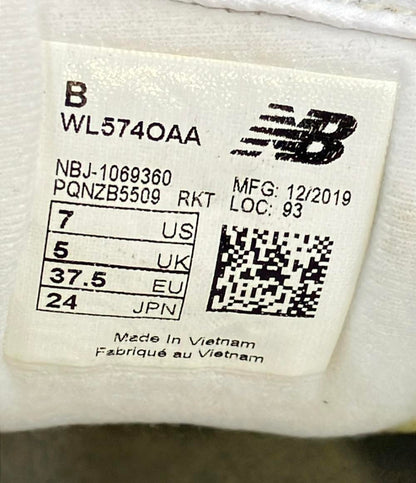 B
WL574OAA
NB
NBJ-1069360
PQNZB5509 RKT
MFG: 12/2019
LOC: 93
7 US
5 UK
37.5 EU
24 JPN
Made In Vietnam
Fabriqué au Vietnam